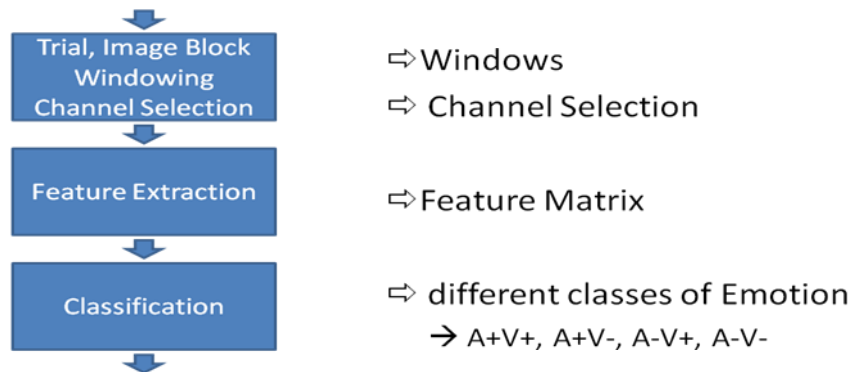 Trial, Image Block
Windowing
Channel Selection
⇨Windows
⇨ Channel Selection
Feature Extraction
⇨Feature Matrix
Classification
⇨ different classes of Emotion
→ A+V+, A+V-, A-V+, A-V-